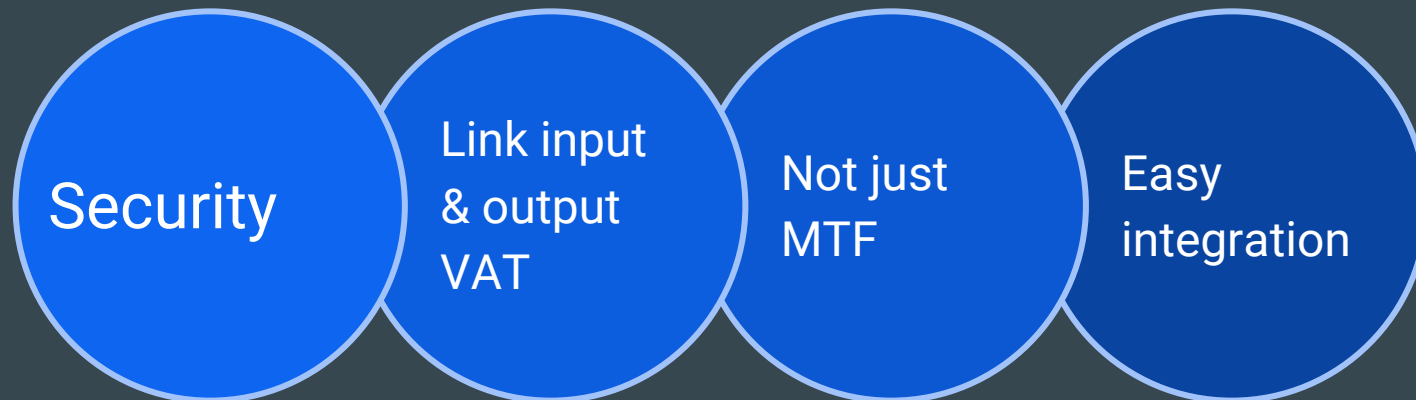 Security
Link input
& output
VAT
Not just
MTF
Easy
integration